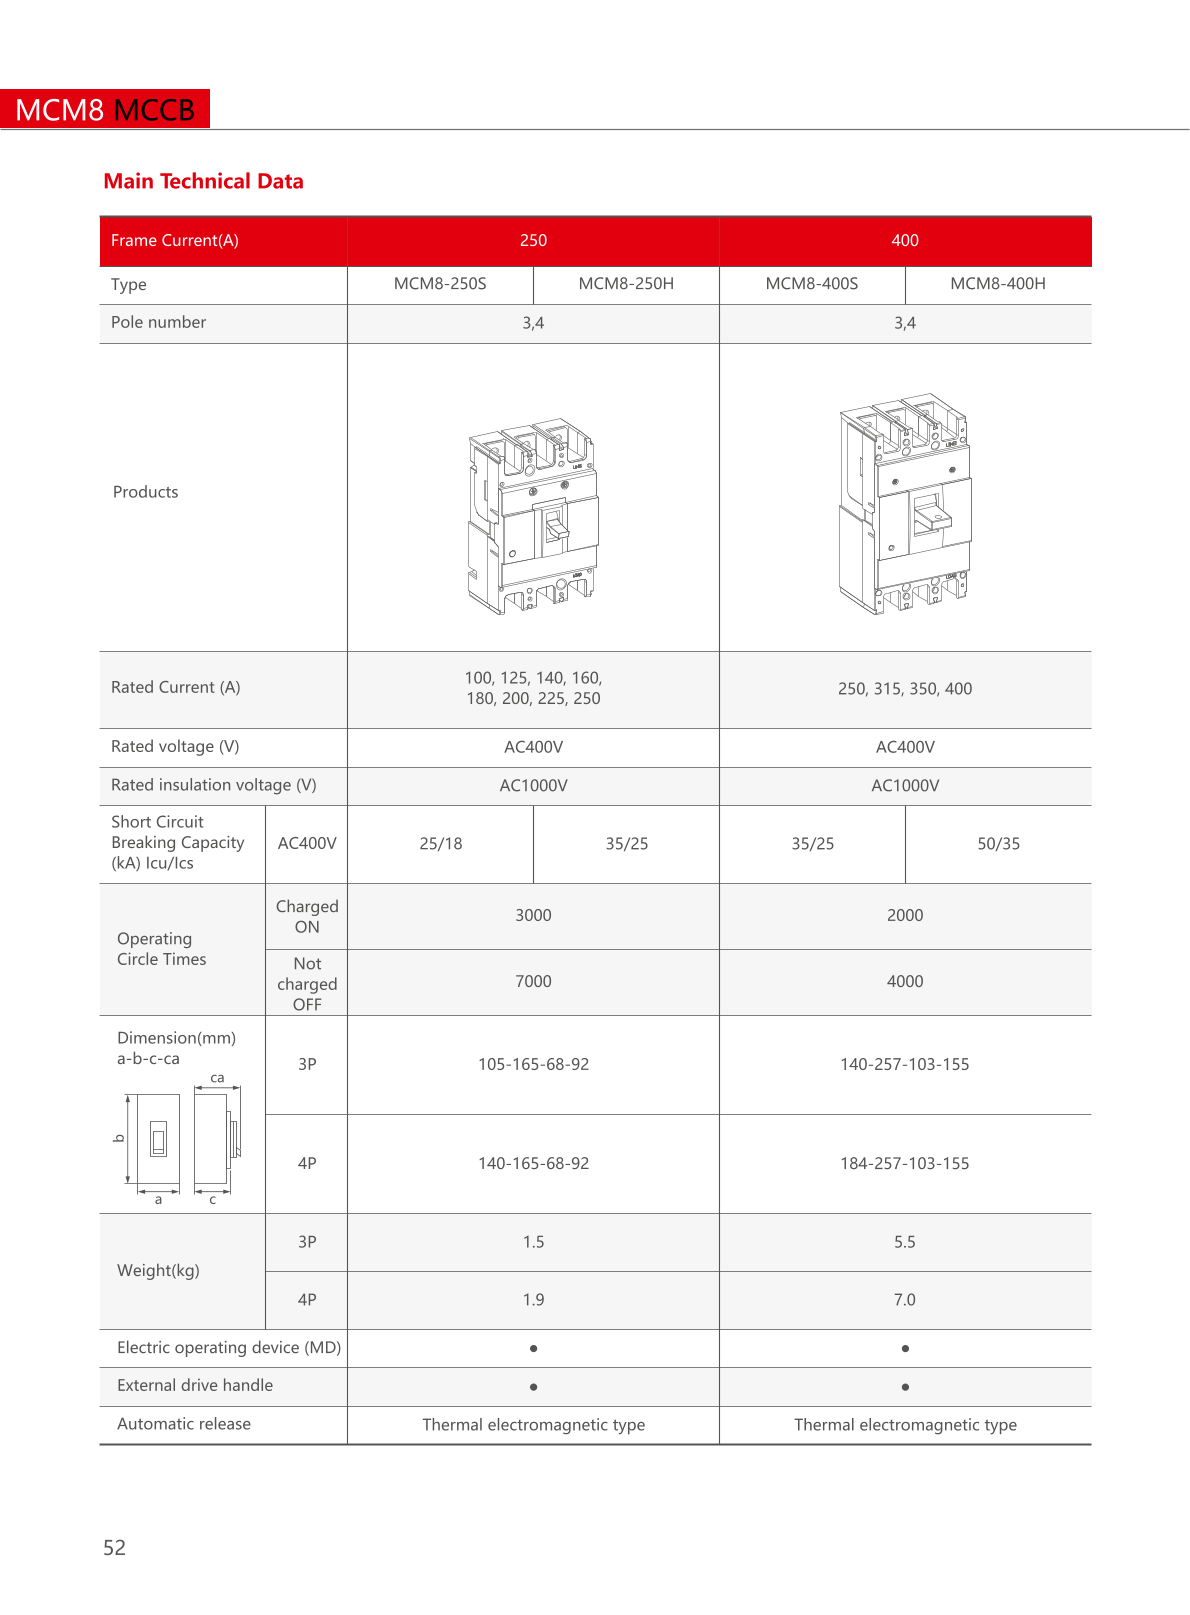 MCM8 MCCB
Main Technical Data
Frame Current(A) 250 400
Type MCM8-250S MCM8-250H MCM8-400S MCM8-400H
Pole number 3,4 3,4
Products
LINE
LINE
LOAD
LOAD
Rated Current (A) 100, 125, 140, 160,
180, 200, 225, 250
250, 315, 350, 400
Rated voltage (V) AC400V AC400V
Rated insulation voltage (V) AC1000V AC1000V
Short Circuit
Breaking Capacity
(kA) Icu/Ics
AC400V 25/18 35/25 35/25 50/35
Operating
Circle Times
Charged
ON
3000 2000
Not
charged
OFF
7000 4000
Dimension(mm)
a-b-c-ca
ca
b
a c
3P 105-165-68-92 140-257-103-155
4P 140-165-68-92 184-257-103-155
Weight(kg)
3P 1.5 5.5
4P 1.9 7.0
Electric operating device (MD) ● ●
External drive handle ● ●
Automatic release Thermal electromagnetic type Thermal electromagnetic type
52